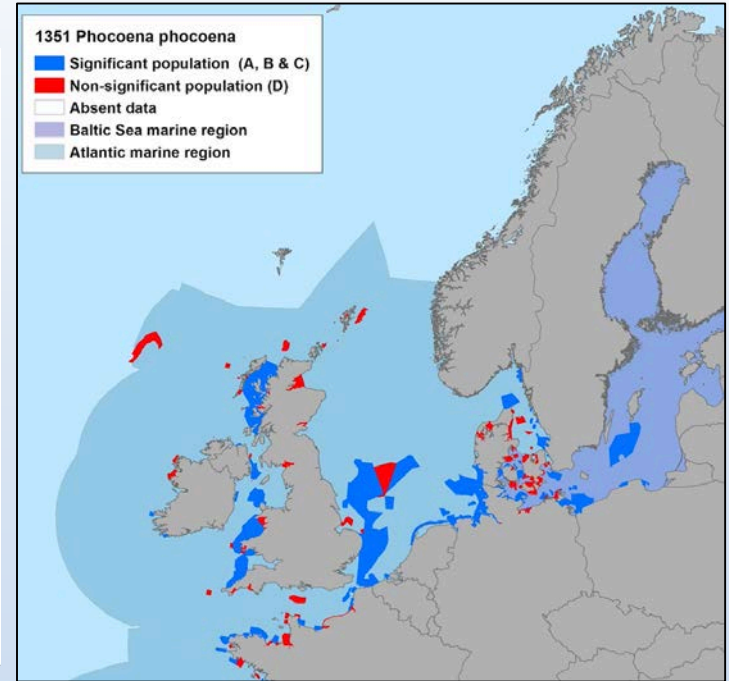 1351 Phocoena phocoena
Significant population (A, B & C)
Non-significant population (D)
Absent data
Baltic Sea marine region
Atlantic marine region